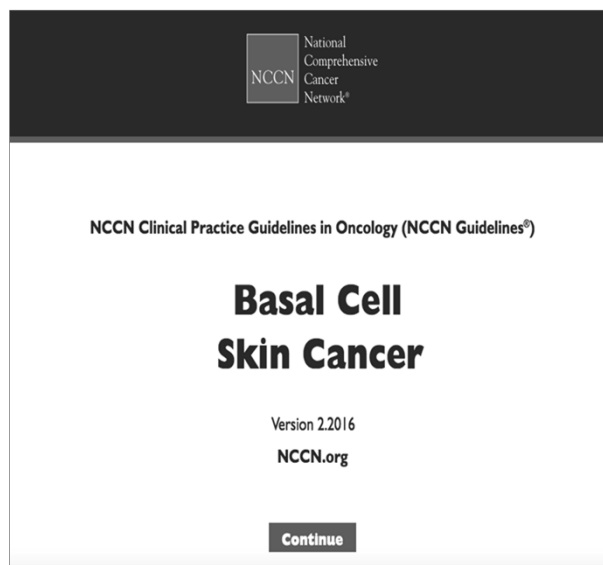 NCCN
National
Comprehensive
Cancer
Network®
NCCN Clinical Practice Guidelines in Oncology (NCCN Guidelines®)
Basal Cell
Skin Cancer
Version 2.2016
NCCN.org
Continue